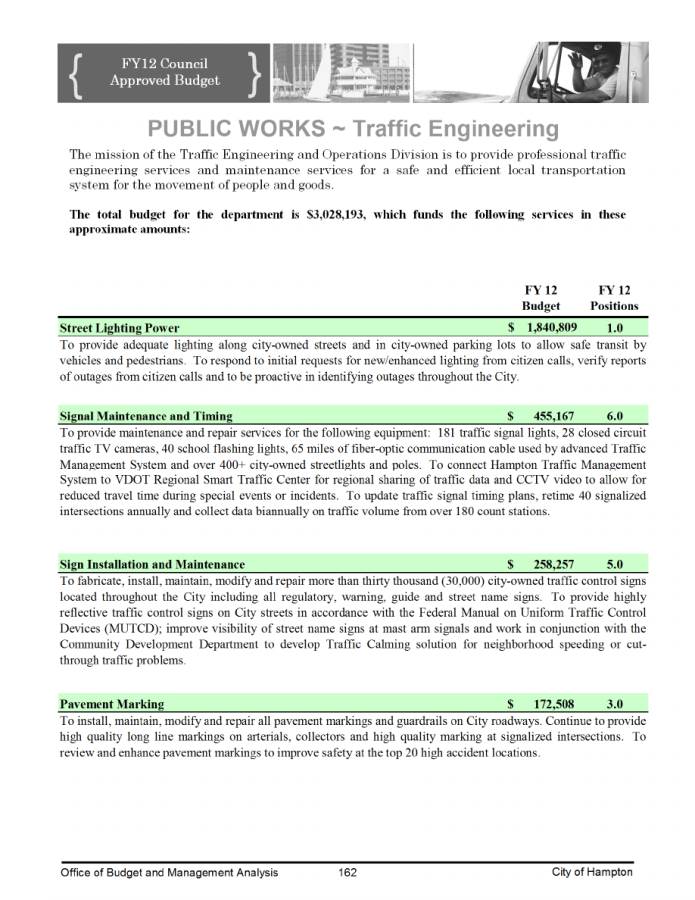 FY12 Council
Approved Budget
PUBLIC WORKS ~ Traffic Engineering
The mission of the Traffic Engineering and Operations Division is to provide professional traffic
engineering services and maintenance services for a safe and efficient local transportation
system for the movement of people and goods.
The total budget for the department is $3,028,193, which funds the following services in these
approximate amounts:
FY 12 FY 12
Budget Positions
Street Lighting Power $ 1,840,809 1.0
To provide adequate lighting along city-owned streets and in city-owned parking lots to allow safe transit by
vehicles and pedestrians. To respond to initial requests for new/enhanced lighting from citizen calls, verify reports
of outages from citizen calls and to be proactive in identifying outages throughout the City.
Signal Maintenance and Timing $ 455,167 6.0
To provide maintenance and repair services for the following equipment: 181 traffic signal lights, 28 closed circuit
traffic TV cameras, 40 school flashing lights, 65 miles of fiber-optic communication cable used by advanced Traffic
Management System and over 400+ city-owned streetlights and poles. To connect Hampton Traffic Management
System to VDOT Regional Smart Traffic Center for regional sharing of traffic data and CCTV video to allow for
reduced travel time during special events or incidents. To update traffic signal timing plans, retime 40 signalized
intersections annually and collect data biannually on traffic volume from over 180 count stations.
Sign Installation and Maintenance $ 258,257 5.0
To fabricate, install, maintain, modify and repair more than thirty thousand (30,000) city-owned traffic control signs
located throughout the City including all regulatory, warning, guide and street name signs. To provide highly
reflective traffic control signs on City streets in accordance with the Federal Manual on Uniform Traffic Control
Devices (MUTCD); improve visibility of street name signs at mast arm signals and work in conjunction with the
Community Development Department to develop Traffic Calming solution for neighborhood speeding or cut-
through traffic problems.
Pavement Marking $ 172,508 3.0
To install, maintain, modify and repair all pavement markings and guardrails on City roadways. Continue to provide
high quality long line markings on arterials, collectors and high quality marking at signalized intersections. To
review and enhance pavement markings to improve safety at the top 20 high accident locations.
Office of Budget and Management Analysis 162 City of Hampton